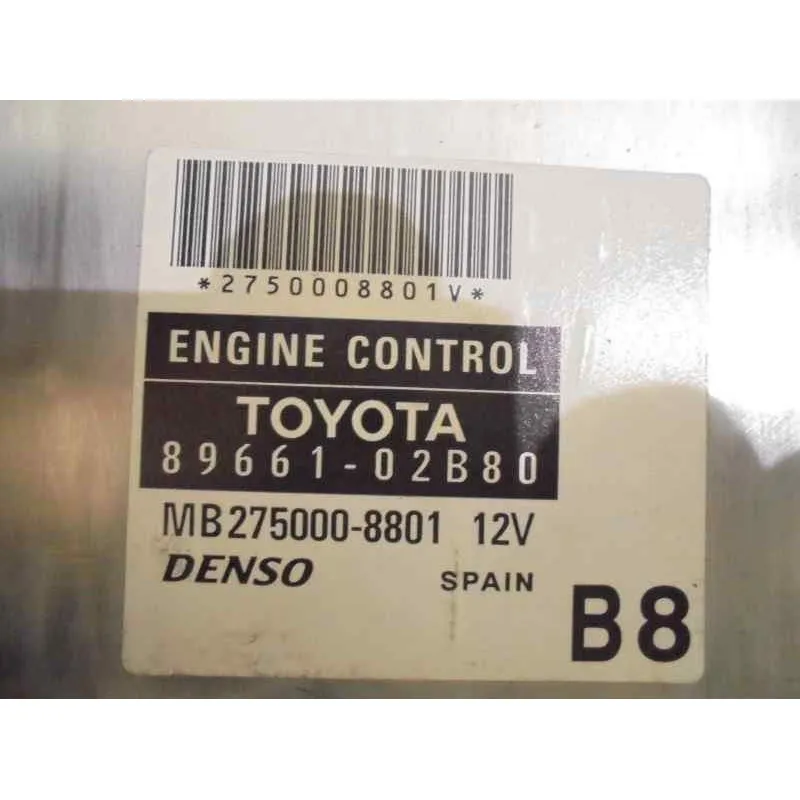 *2750008801V*
ENGINE CONTROL
TOYOTA
89661-02B80
MB275000-8801 12V
DENSO SPAIN
B8